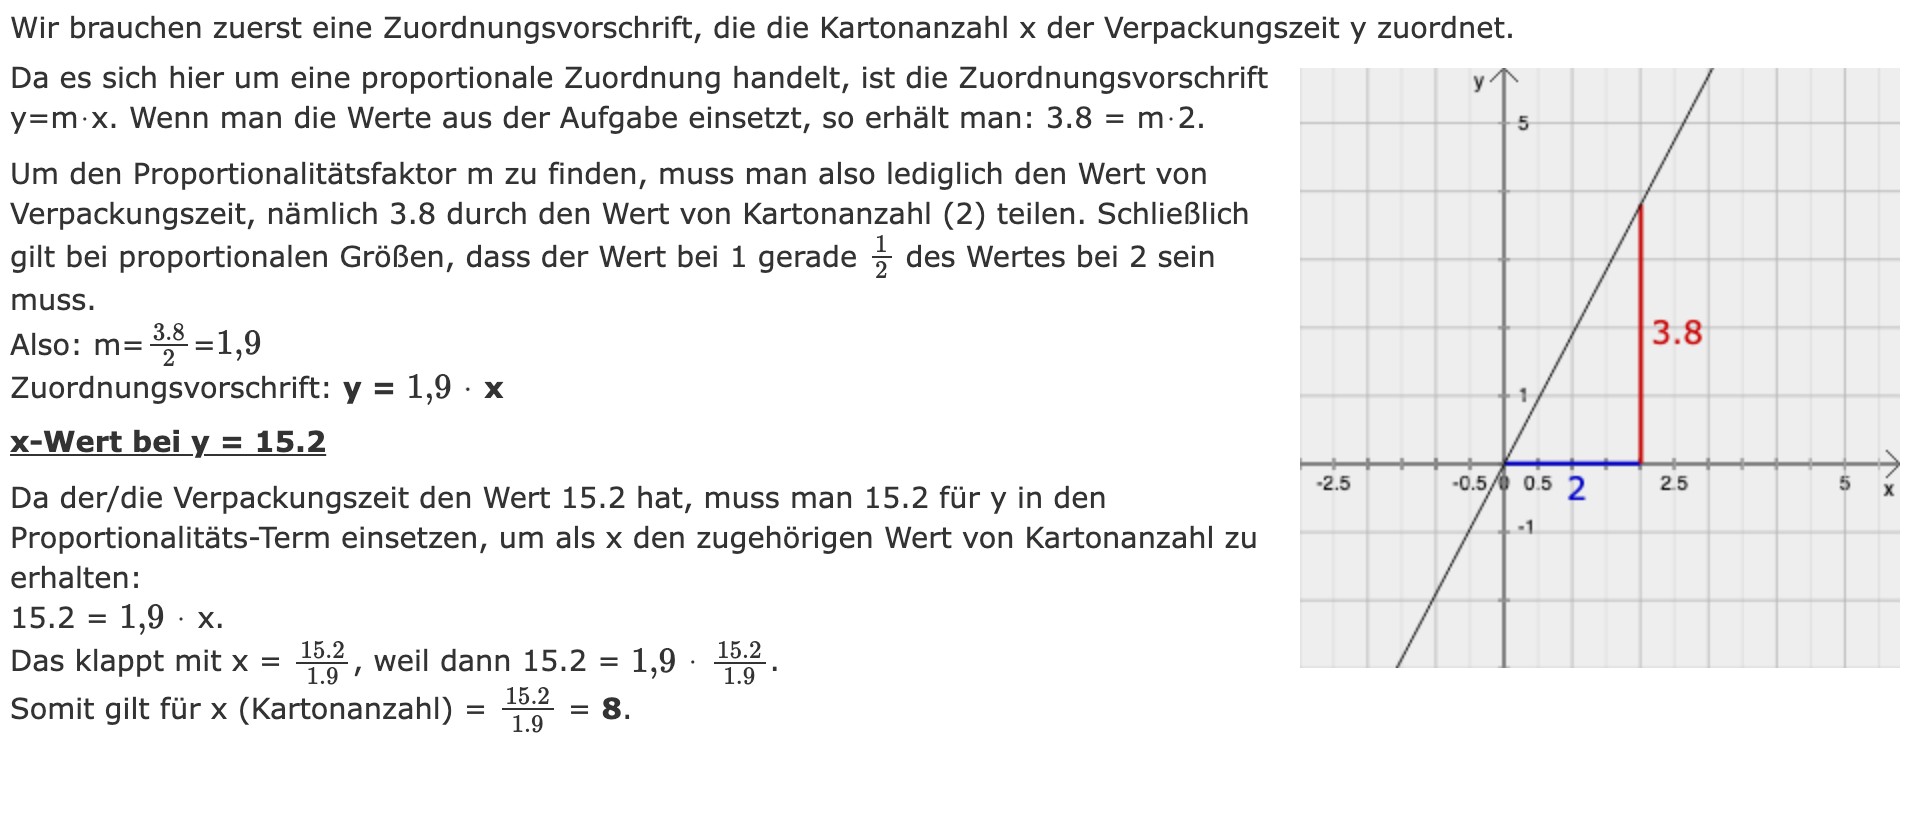 Wir brauchen zuerst eine Zuordnungsvorschrift, die die Kartonanzahl x der Verpackungszeit y zuordnet.
Da es sich hier um eine proportionale Zuordnung handelt, ist die Zuordnungsvorschrift
y=m·x. Wenn man die Werte aus der Aufgabe einsetzt, so erhält man: 3.8 = m·2.
Um den Proportionalitätsfaktor m zu finden, muss man also lediglich den Wert von
Verpackungszeit, nämlich 3.8 durch den Wert von Kartonanzahl (2) teilen. Schließlich
gilt bei proportionalen Größen, dass der Wert bei 1 gerade 1/2 des Wertes bei 2 sein
muss.
Also: m=3.8/2=1,9
Zuordnungsvorschrift: y = 1,9 · x
x-Wert bei y = 15.2
Da der/die Verpackungszeit den Wert 15.2 hat, muss man 15.2 für y in den
Proportionalitäts-Term einsetzen, um als x den zugehörigen Wert von Kartonanzahl zu
erhalten:
15.2 = 1,9 · x.
Das klappt mit x = 15.2/1.9, weil dann 15.2 = 1,9 · 15.2/1.9.
Somit gilt für x (Kartonanzahl) = 15.2/1.9 = 8.
y
5
3.8
1
-2.5 -0.5 0 0.5 2 2.5 5 x
-1